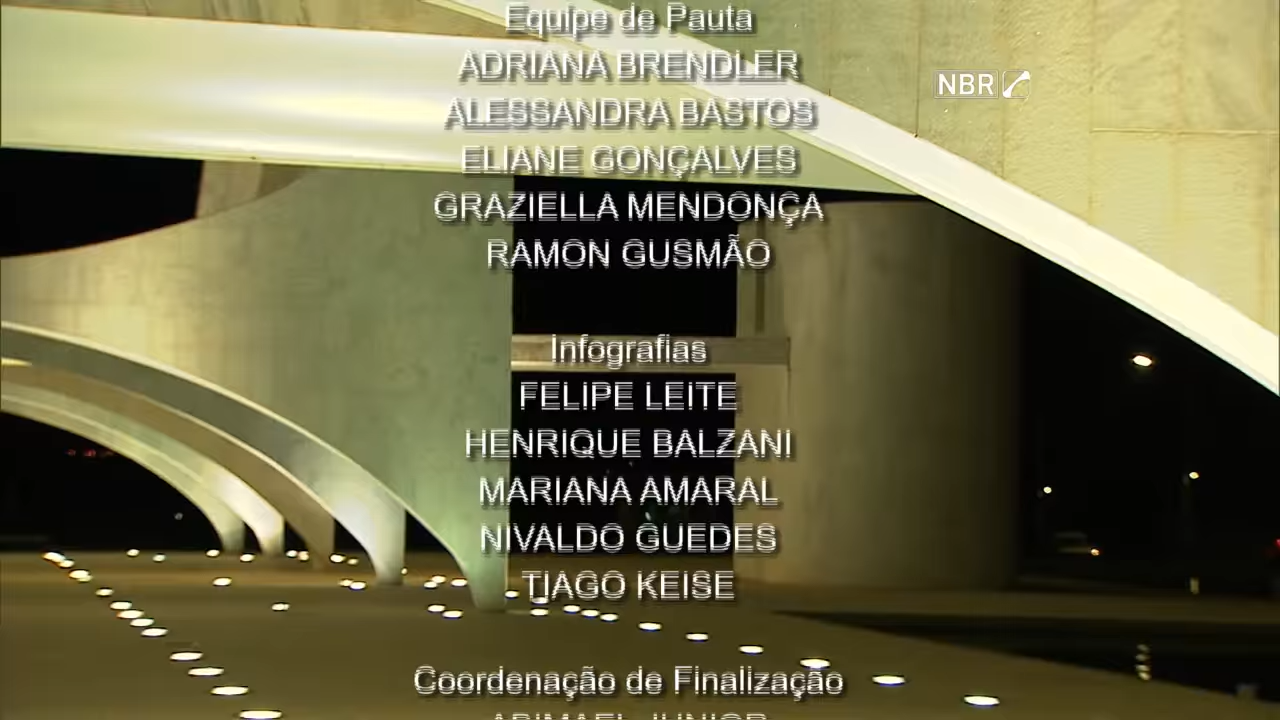 Equipe de Pauta
ADRIANA BRENDLER
NBR
ALESSANDRA BASTOS
ELIANE GONÇALVES
GRAZIELLA MENDONÇA
RAMON GUSMÃO
Infografias
FELIPE LEITE
HENRIQUE BALZANI
MARIANA AMARAL
NIVALDO GUEDES
TIAGO KEISE
Coordenação de Finalização